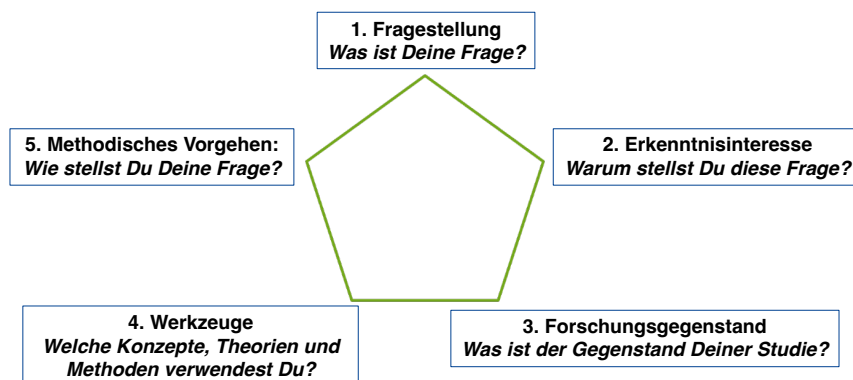 1. Fragestellung
Was ist Deine Frage?
5. Methodisches Vorgehen:
Wie stellst Du Deine Frage?
2. Erkenntnisinteresse
Warum stellst Du diese Frage?
4. Werkzeuge
Welche Konzepte, Theorien und
Methoden verwendest Du?
3. Forschungsgegenstand
Was ist der Gegenstand Deiner Studie?